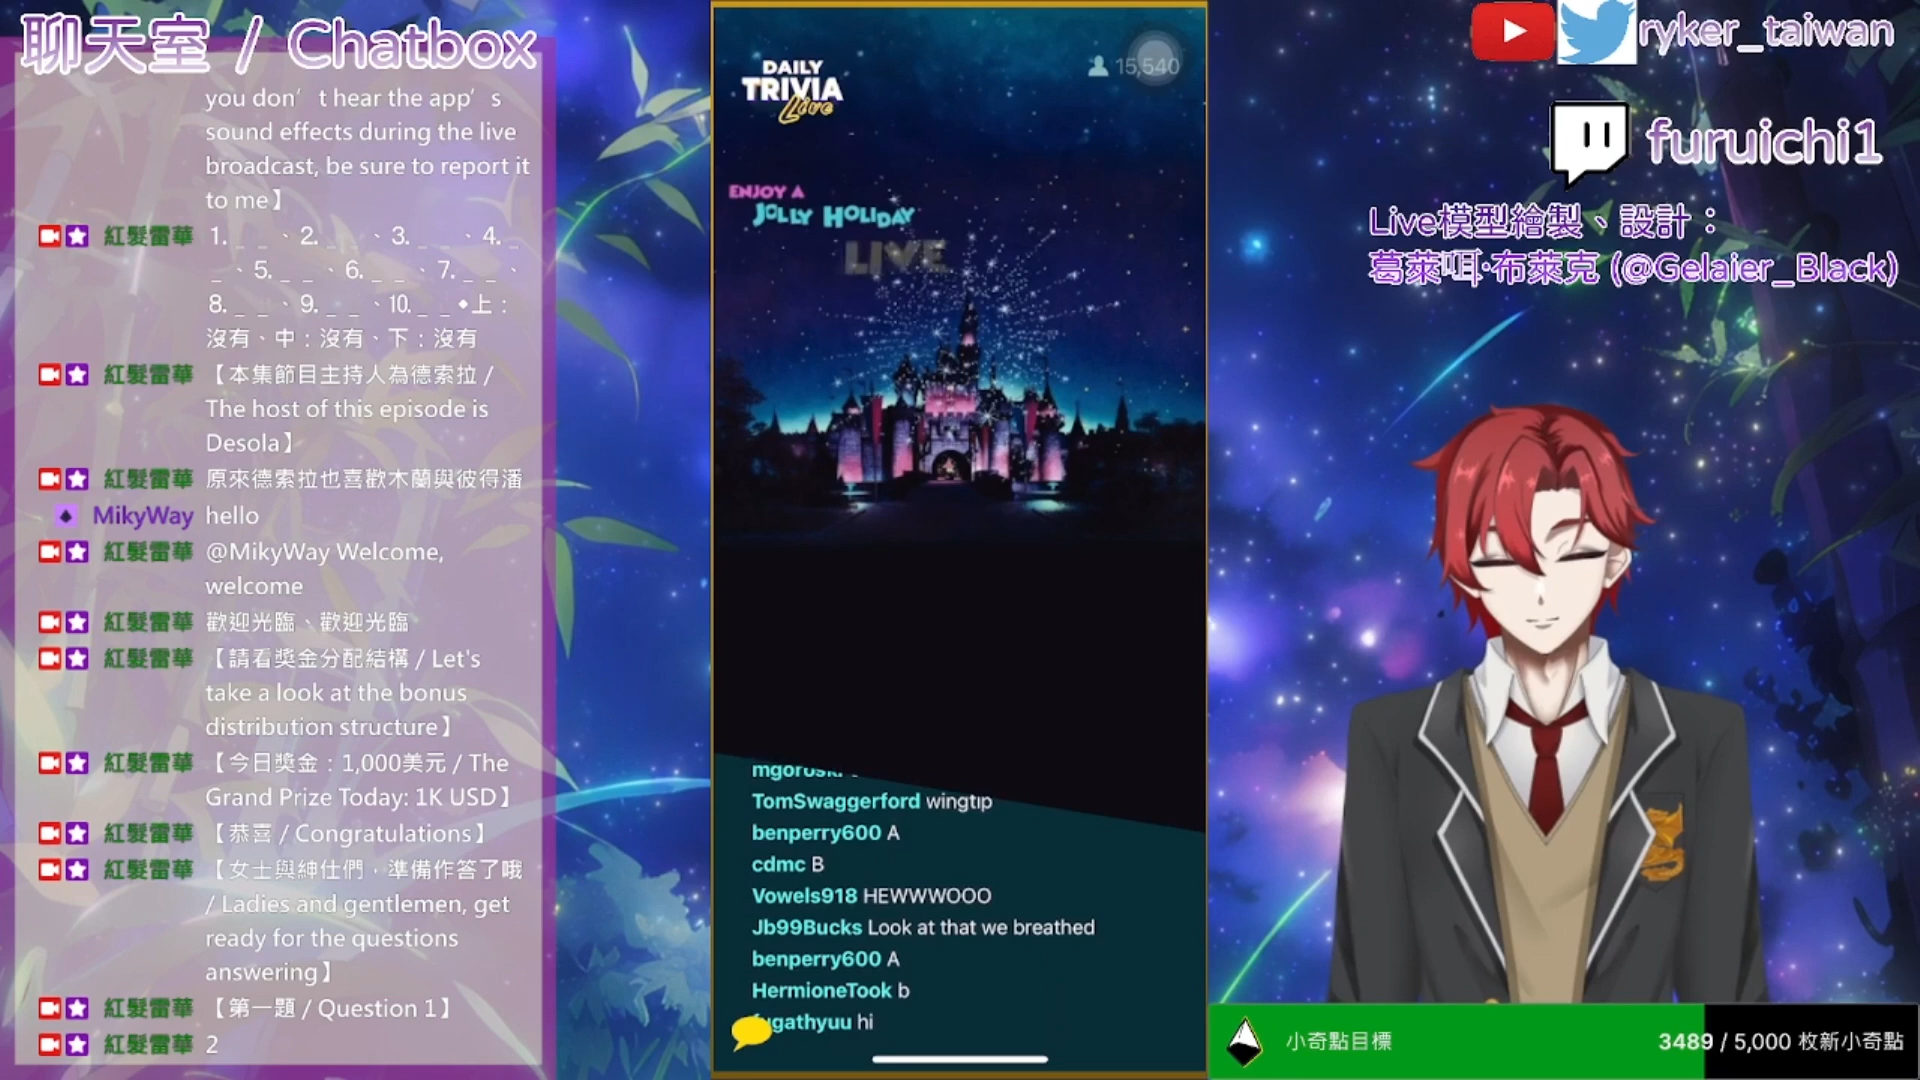 聊天室 / Chatbox
you don’t hear the app’s
sound effects during the live
broadcast, be sure to report it
to me】
紅髮雷華 1. _ _ 、2. _ _ 、3. _ _ 、4. _
_ 、5. _ _ 、6. _ _ 、7. _ _ 、
8. _ _ 、9. _ _ 、10. _ _ ◆上：
沒有、中：沒有、下：沒有
紅髮雷華 【本集節目主持人為德索拉 /
The host of this episode is
Desola】
紅髮雷華 原來德索拉也喜歡木蘭與彼得潘
MikyWay hello
紅髮雷華 @MikyWay Welcome,
welcome
紅髮雷華 歡迎光臨、歡迎光臨
紅髮雷華 【請看獎金分配結構 / Let's
take a look at the bonus
distribution structure】
紅髮雷華 【今日獎金：1,000美元 / The
Grand Prize Today: 1K USD】
紅髮雷華 【恭喜 / Congratulations】
紅髮雷華 【女士與紳仕們，準備作答了哦
/ Ladies and gentlemen, get
ready for the questions
answering】
紅髮雷華 【第一題 / Question 1】
紅髮雷華 2
DAILY
TRIVIA
Live
15,540
ENJOY A
JOLLY HOLIDAY
LIVE
TomSwaggerford wingtip
benperry600 A
cdmc B
Vowels918 HEWWWOOO
Jb99Bucks Look at that we breathed
benperry600 A
HermioneTook b
hi
ryker_taiwan
furuichi1
Live模型繪製、設計：
葛萊咡·布萊克 (@Gelaier_Black)
小奇點目標
3489 / 5,000 枚新小奇點